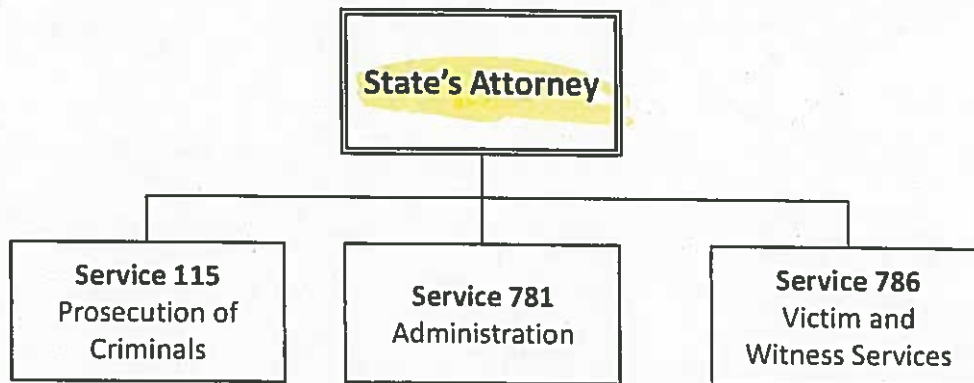 State's Attorney
Service 115
Prosecution of
Criminals
Service 781
Administration
Service 786
Victim and
Witness Services